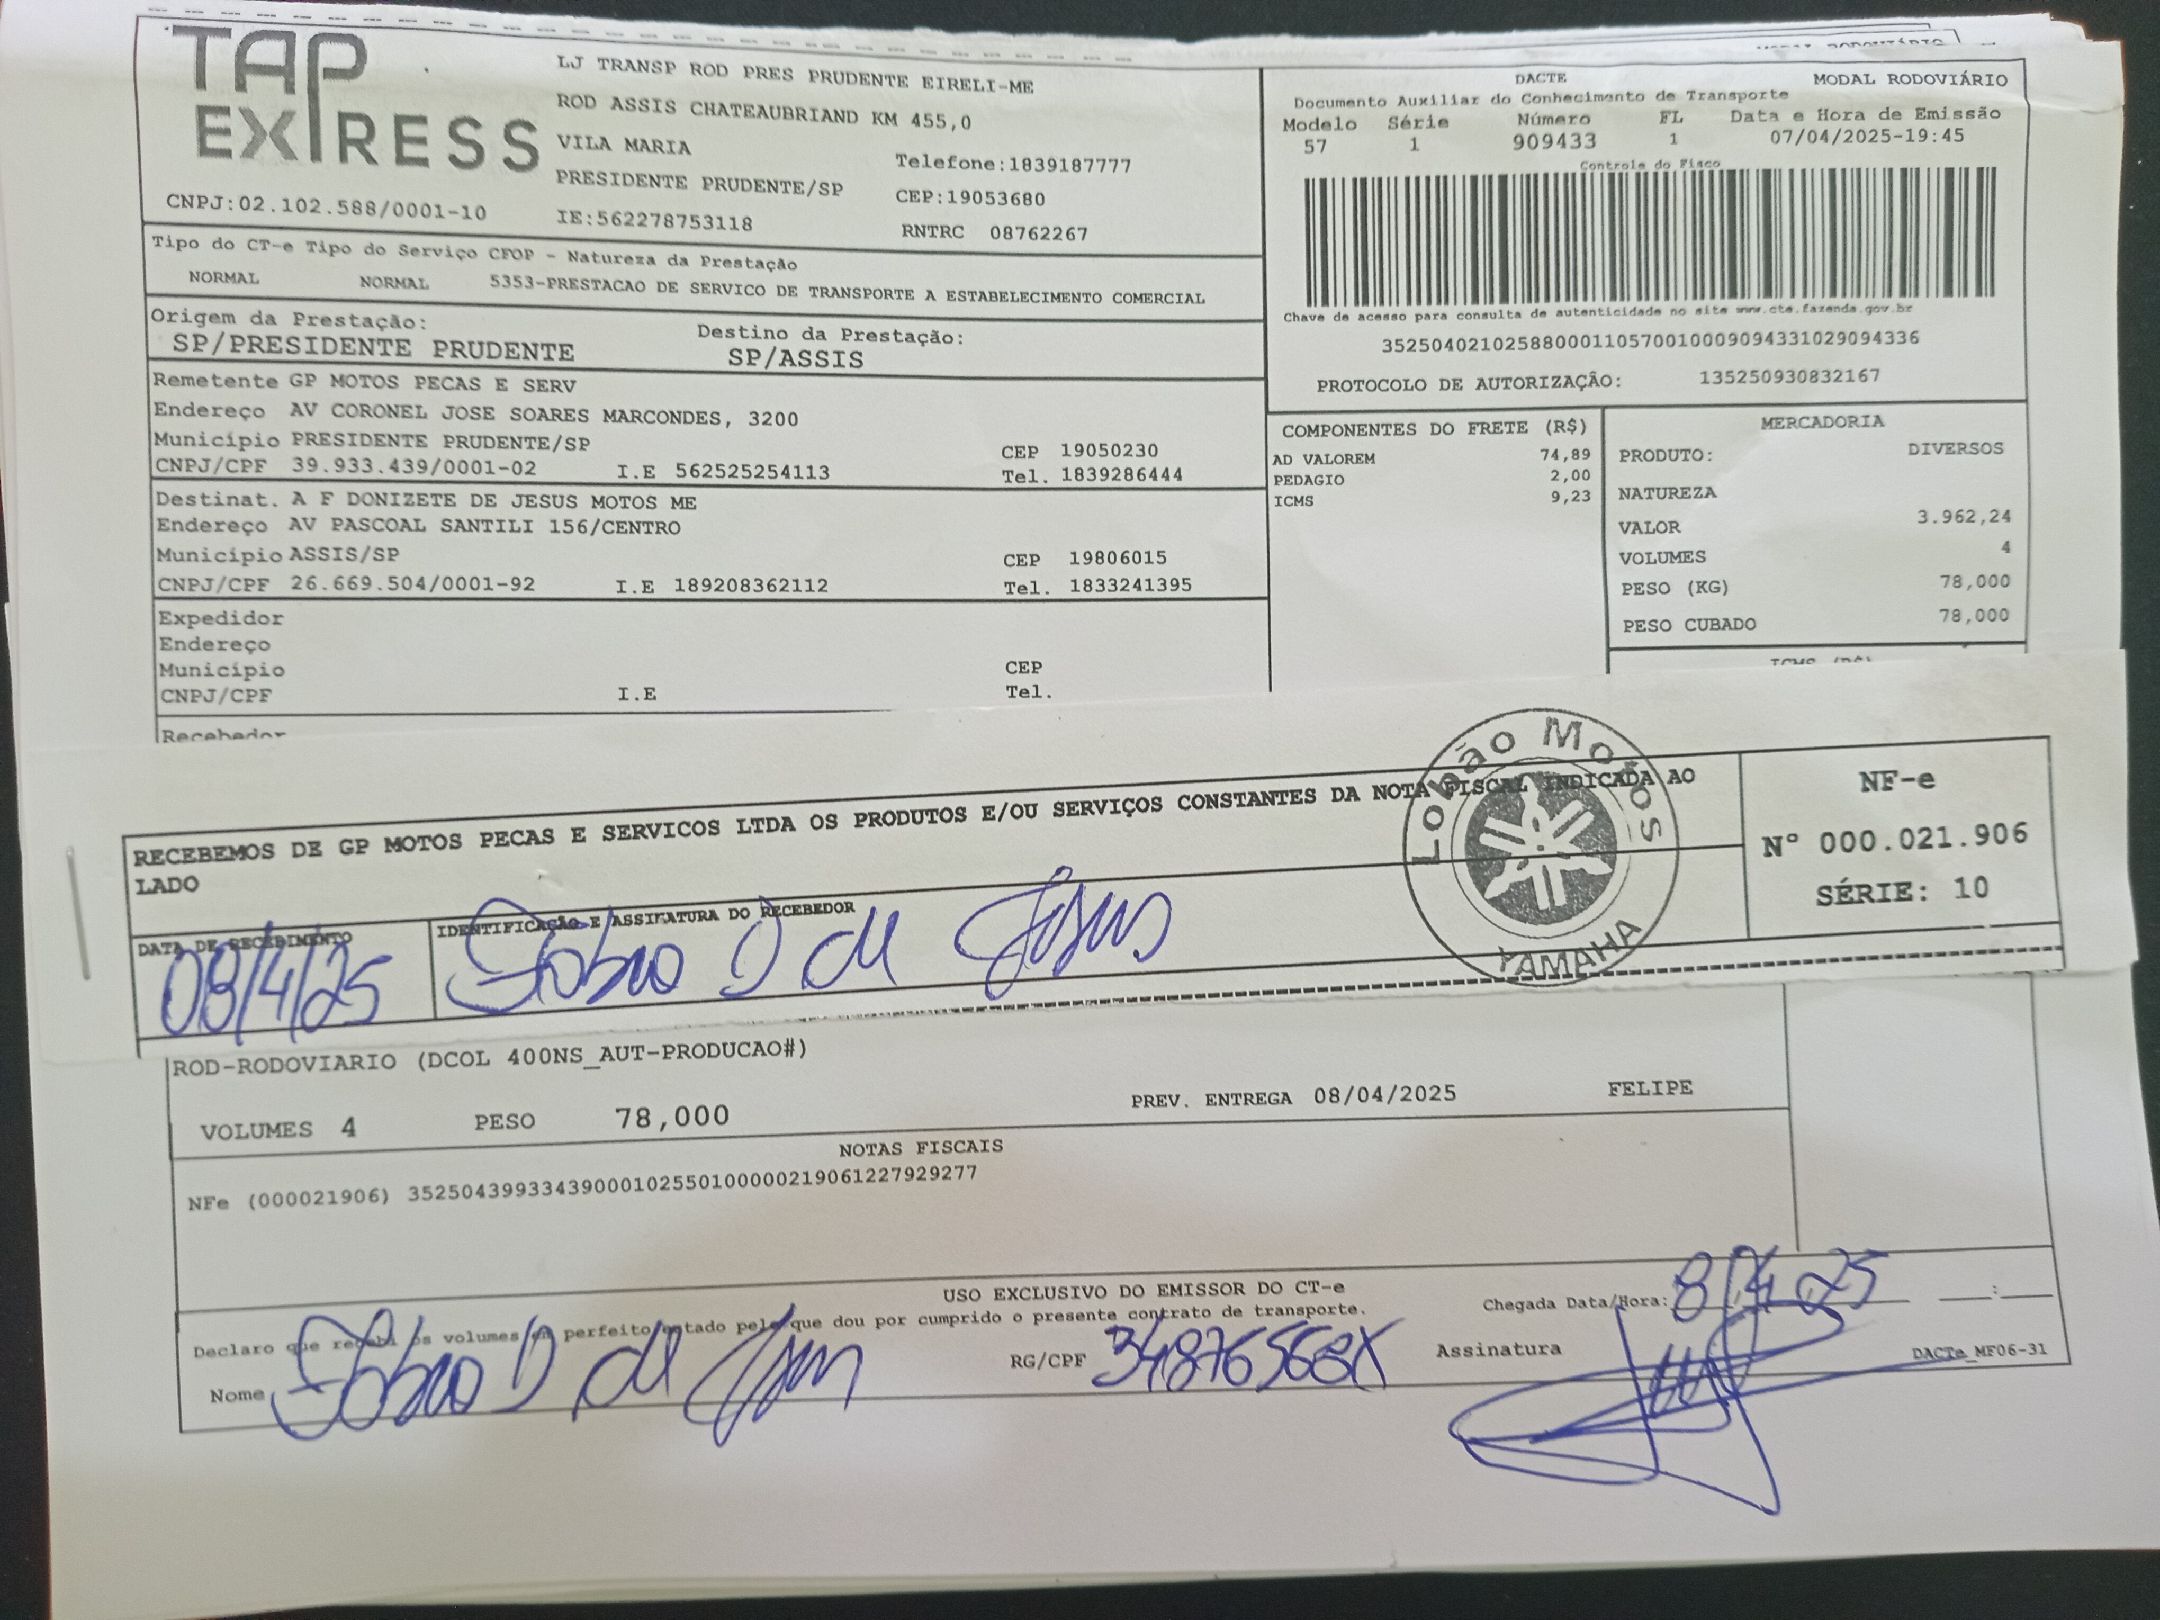 TAP EXPRESS
LJ TRANSP ROD PRES PRUDENTE EIRELI-ME
ROD ASSIS CHATEAUBRIAND KM 455,0
VILA MARIA
Telefone:1839187777
PRESIDENTE PRUDENTE/SP
CEP:19053680
CNPJ:02.102.588/0001-10
IE:562278753118
RNTRC 08762267
DACTE
MODAL RODOVIÁRIO
Documento Auxiliar do Conhecimento de Transporte
Modelo Série Número FL Data e Hora de Emissão
57 1 909433 1 07/04/2025-19:45
Controle do Fisco
Chave de acesso para consulta de autenticidade no site www.cte.fazenda.gov.br
35250402102588000110570010009094331029094336
PROTOCOLO DE AUTORIZAÇÃO: 135250930832167
Tipo do CT-e Tipo do Serviço CFOP - Natureza da Prestação
NORMAL NORMAL 5353-PRESTACAO DE SERVICO DE TRANSPORTE A ESTABELECIMENTO COMERCIAL
Origem da Prestação: Destino da Prestação:
SP/PRESIDENTE PRUDENTE SP/ASSIS
Remetente GP MOTOS PECAS E SERV
Endereço AV CORONEL JOSE SOARES MARCONDES, 3200
Município PRESIDENTE PRUDENTE/SP CEP 19050230
CNPJ/CPF 39.933.439/0001-02 I.E 562525254113 Tel. 1839286444
Destinat. A F DONIZETE DE JESUS MOTOS ME
Endereço AV PASCOAL SANTILI 156/CENTRO
Município ASSIS/SP CEP 19806015
CNPJ/CPF 26.669.504/0001-92 I.E 189208362112 Tel. 1833241395
Expedidor
Endereço
Município CEP
CNPJ/CPF I.E Tel.
Recebedor
COMPONENTES DO FRETE (R$)
AD VALOREM 74,89
PEDAGIO 2,00
ICMS 9,23
MERCADORIA
PRODUTO: DIVERSOS
NATUREZA
VALOR 3.962,24
VOLUMES 4
PESO (KG) 78,000
PESO CUBADO 78,000
RECEBEMOS DE GP MOTOS PECAS E SERVICOS LTDA OS PRODUTOS E/OU SERVIÇOS CONSTANTES DA NOTA FISCAL INDICADA AO
LADO
Lobão Motos
YAMAHA
NF-e
Nº 000.021.906
SÉRIE: 10
DATA DE RECEBIMENTO
08/4/25
IDENTIFICAÇÃO E ASSINATURA DO RECEBEDOR
Fabio D de Jesus
ROD-RODOVIARIO (DCOL 400NS_AUT-PRODUCAO#)
VOLUMES 4 PESO 78,000 PREV. ENTREGA 08/04/2025 FELIPE
NOTAS FISCAIS
NFe (000021906) 35250439933439000102550100000219061227929277
USO EXCLUSIVO DO EMISSOR DO CT-e
Declaro que recebi os volumes em perfeito estado pelo que dou por cumprido o presente contrato de transporte.
Chegada Data/Hora: 8/4/25 :
Nome Fabio D de Jesus RG/CPF 34876568X Assinatura
DACTe_MF06-31